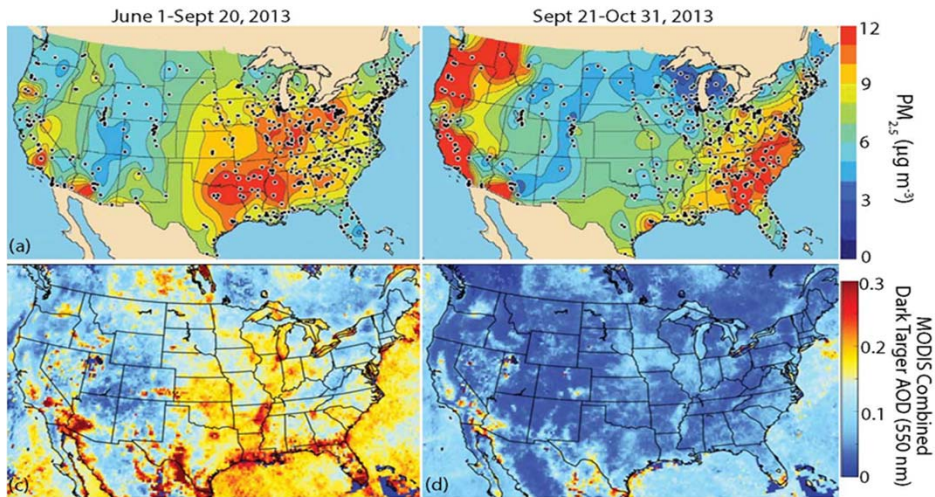 June 1-Sept 20, 2013
Sept 21-Oct 31, 2013
(a)
12
9
6
3
0
PM2.5 (µg m-3)
(c)
(d)
0.3
0.2
0.1
0
MODIS Combined
Dark Target AOD (550 nm)